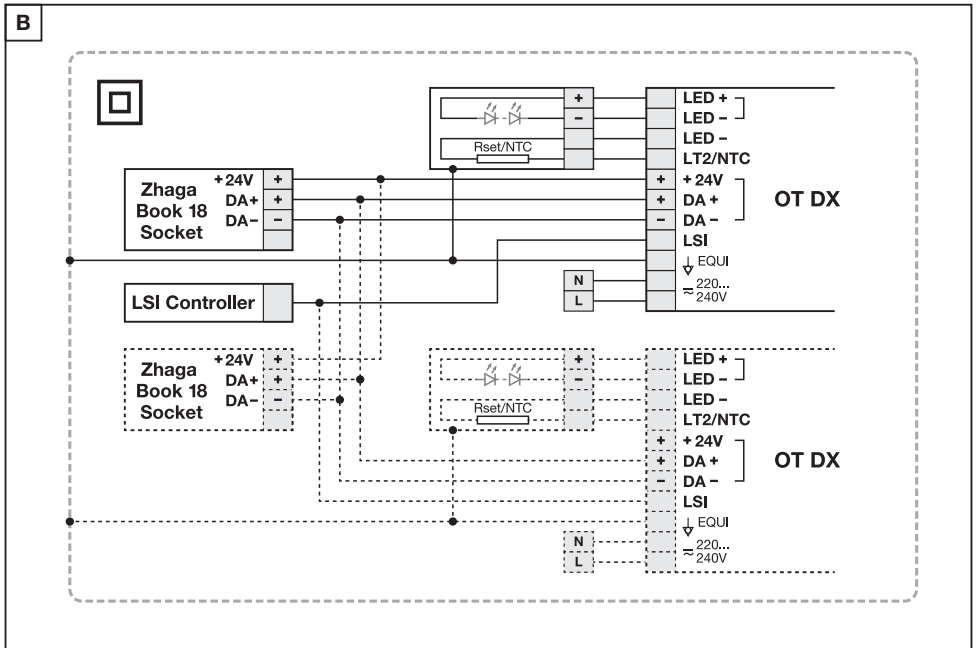 B
Zhaga
Book 18
Socket
+24V +
DA+ +
DA− −
LSI Controller
+
−
Rset/NTC
LED +
LED −
LED −
LT2/NTC
+ +24V
+ DA +
− DA −
LSI
EQUI
220...
240V
N
L
OT DX
Zhaga
Book 18
Socket
+24V +
DA+ +
DA− −
+
−
Rset/NTC
LED +
LED −
LED −
LT2/NTC
+ +24V
+ DA +
− DA −
LSI
EQUI
220...
240V
N
L
OT DX